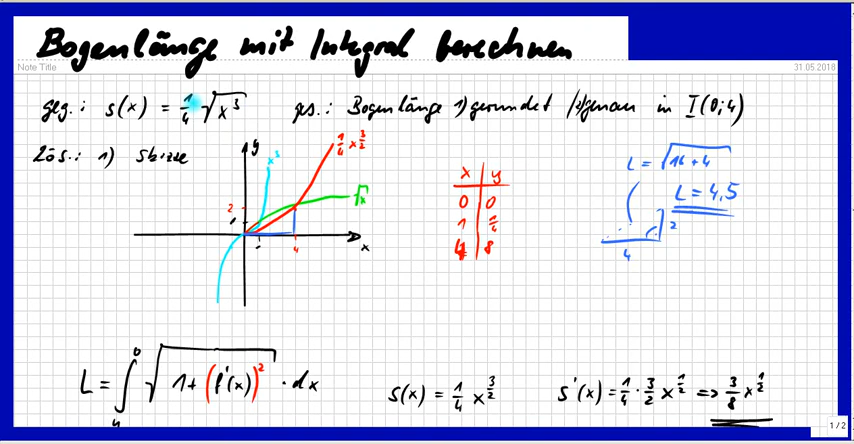 Bogenlänge mit Integral berechnen
Note Title
31.05.2018
geg.: s(x) = 1/4 √x³ ges.: Bogenlänge 1) gerundet 2) genau in I(0;4)
Lös.: 1) Skizze
y
x³
1/4 x^(3/2)
√x
2
4
x
x y
0 0
1 1/4
4 8
L = √16+4
L = 4,5
2
4
L = ∫ 0 4 √1+(f'(x))² · dx
s(x) = 1/4 x^(3/2)
s'(x) = 1/4 · 3/2 x^(1/2) => 3/8 x^(1/2)
1 / 2